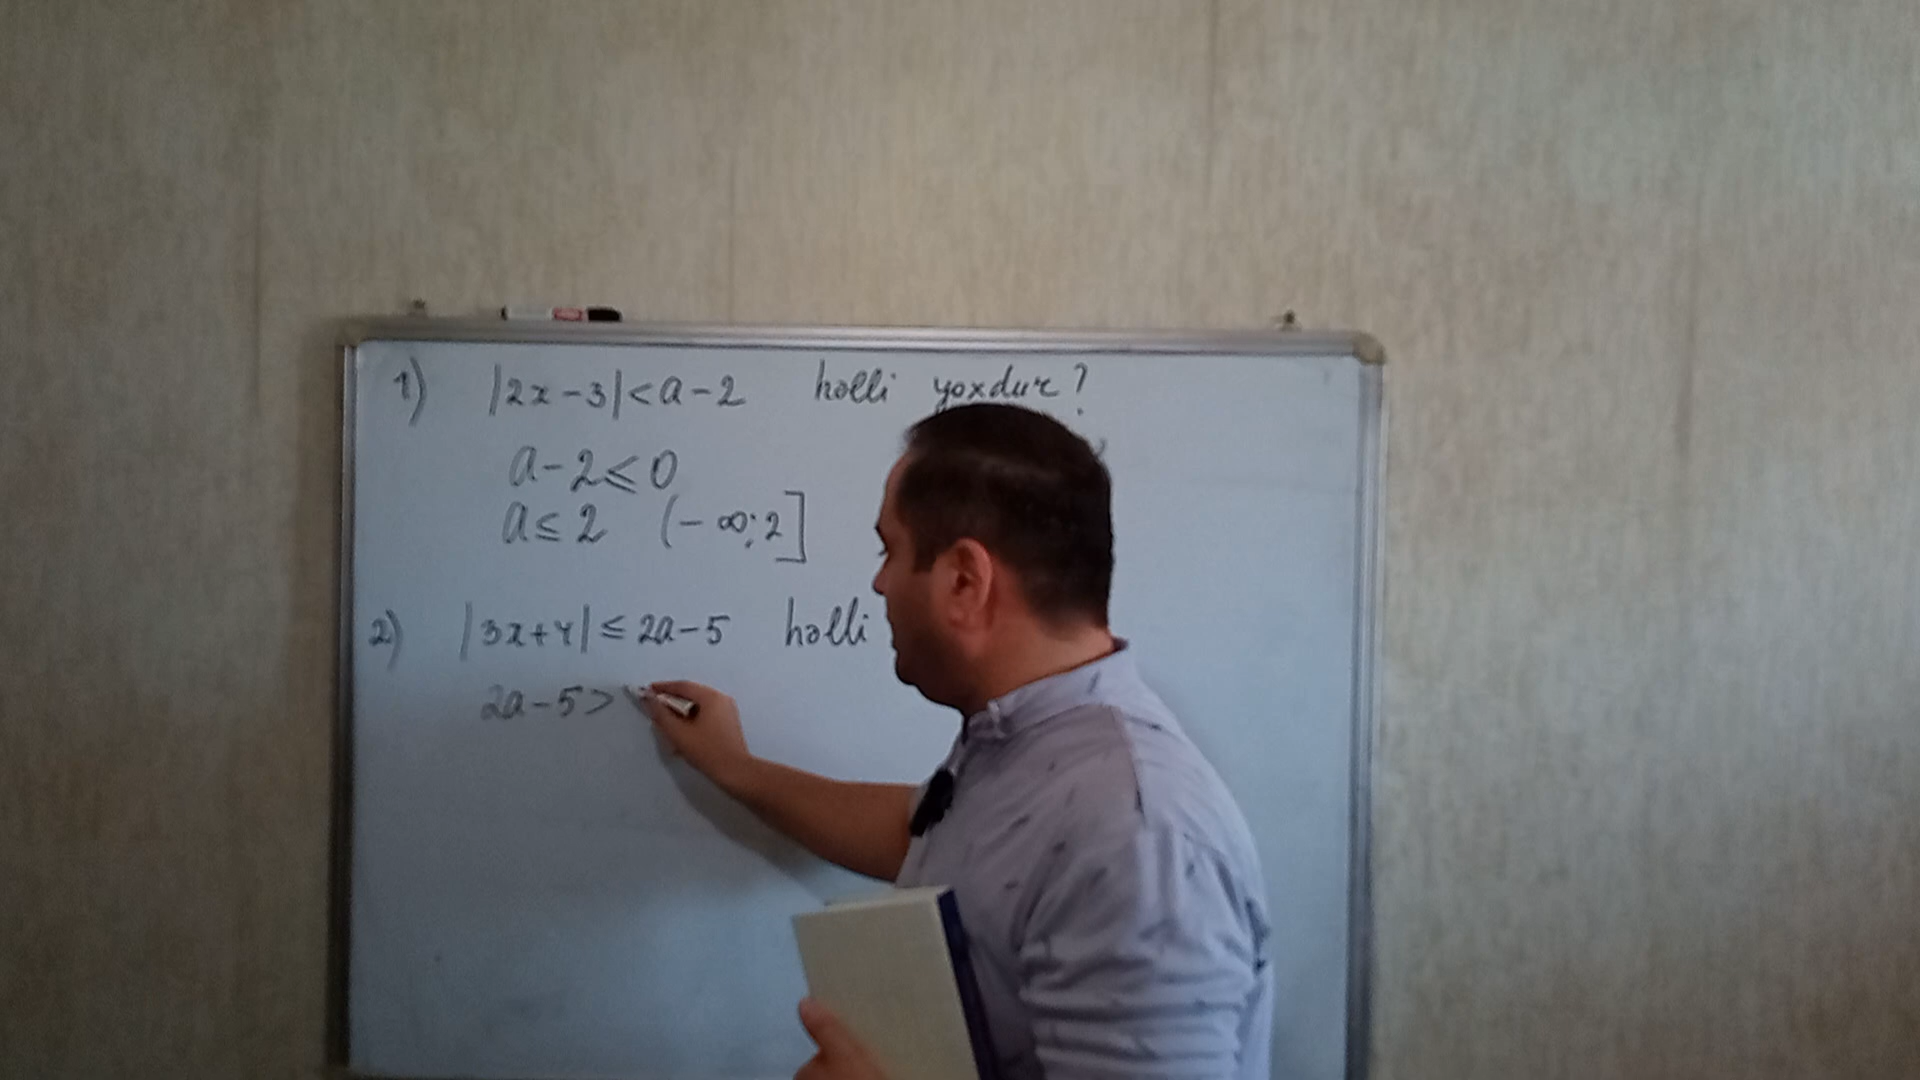 1) |2x-3|<a-2 həlli yoxdur?
a-2⩽0
a≤2 (-∞;2]
2) |3x+4|≤2a-5 həlli
2a-5>